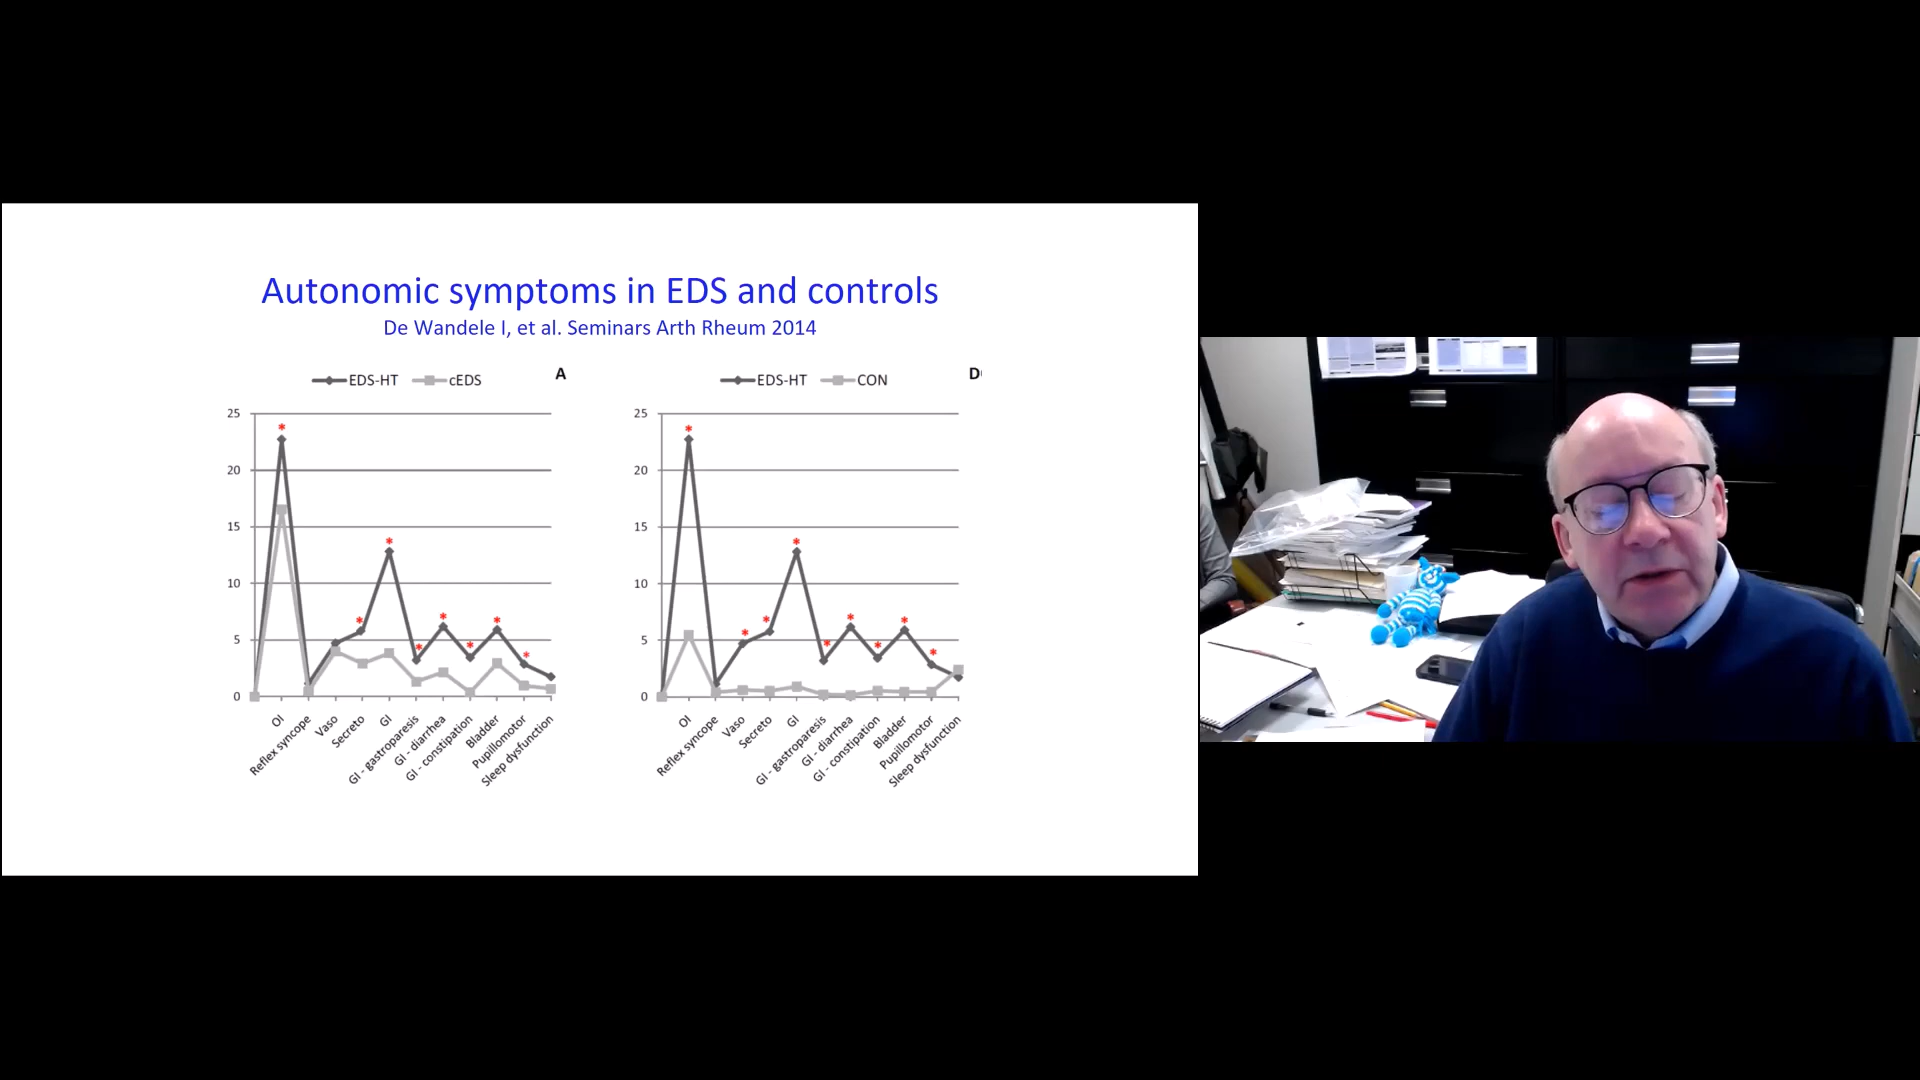 Autonomic symptoms in EDS and controls
De Wandele I, et al. Seminars Arth Rheum 2014
EDS-HT cEDS A
25
20
15
10
5
0
*
*
*
*
*
*
*
*
OI
Reflex syncope
Vaso
Secreto
GI
GI - gastroparesis
GI - diarrhea
GI - constipation
Bladder
Pupillomotor
Sleep dysfunction
EDS-HT CON D
25
20
15
10
5
0
*
*
*
*
*
*
*
*
*
OI
Reflex syncope
Vaso
Secreto
GI
GI - gastroparesis
GI - diarrhea
GI - constipation
Bladder
Pupillomotor
Sleep dysfunction